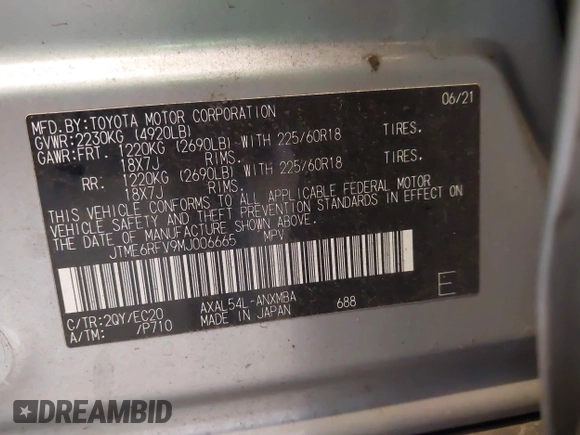 MFD.BY:TOYOTA MOTOR CORPORATION 06/21
GVWR:2230KG (4920LB)
GAWR:FRT. 1220KG (2690LB) WITH 225/60R18 TIRES.
18X7J RIMS.
RR: 1220KG (2690LB) WITH 225/60R18 TIRES.
18X7J RIMS.
THIS VEHICLE CONFORMS TO ALL APPLICABLE FEDERAL MOTOR
VEHICLE SAFETY AND THEFT PREVENTION STANDARDS IN EFFECT ON
THE DATE OF MANUFACTURE SHOWN ABOVE.
JTME6RFV9MJ006665 MPV
C/TR:2QY/EC20 AXAL54L-ANXMBA 688 E
A/TM: /P710 MADE IN JAPAN
DREAMBID